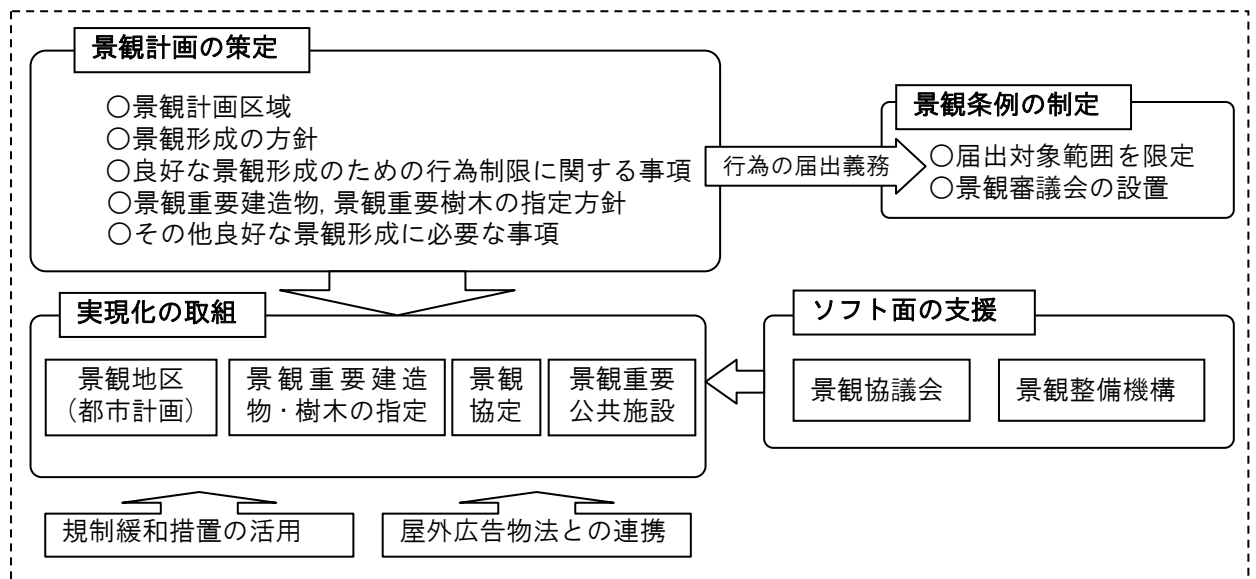 景観計画の策定
○景観計画区域
○景観形成の方針
○良好な景観形成のための行為制限に関する事項
○景観重要建造物,景観重要樹木の指定方針
○その他良好な景観形成に必要な事項
行為の届出義務
景観条例の制定
○届出対象範囲を限定
○景観審議会の設置
実現化の取組
景観地区
（都市計画）
景観重要建造
物・樹木の指定
景観
協定
景観重要
公共施設
ソフト面の支援
景観協議会
景観整備機構
規制緩和措置の活用
屋外広告物法との連携